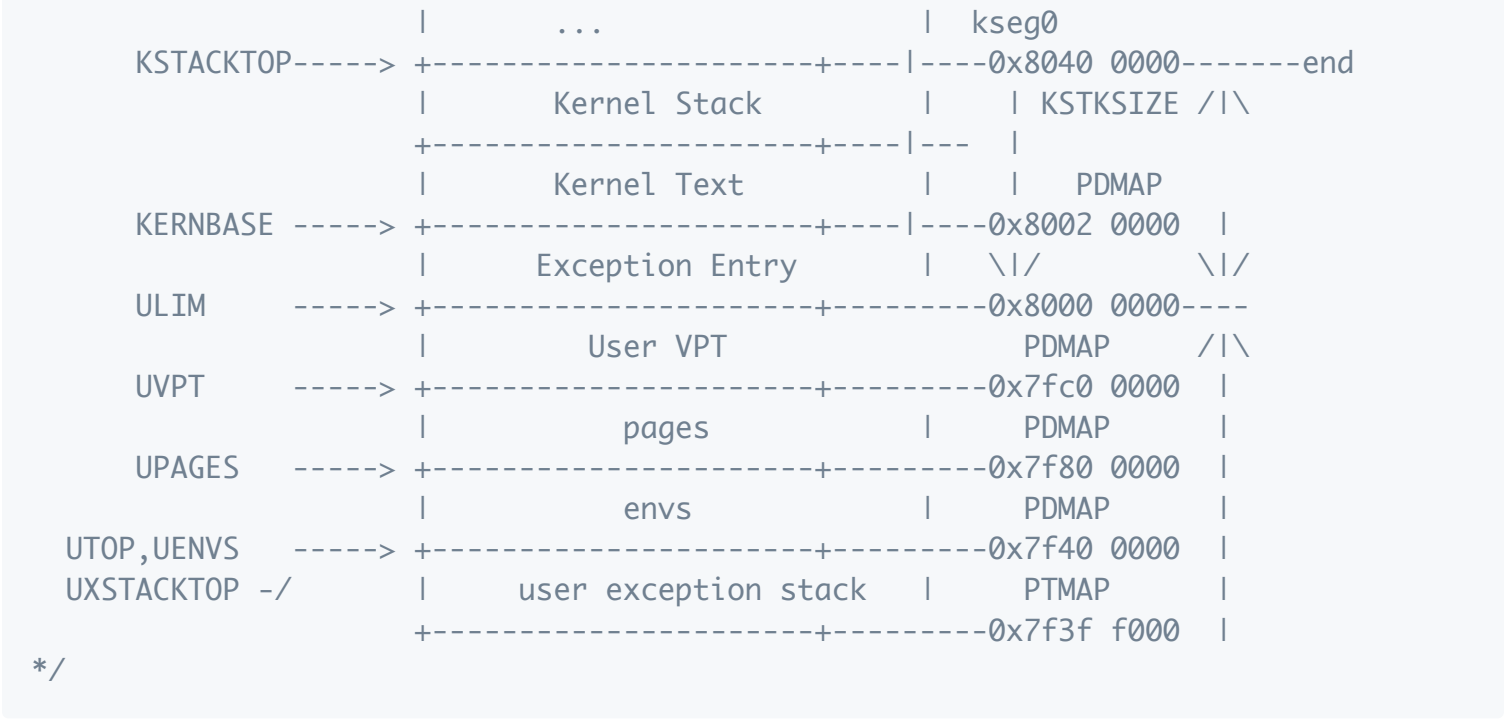 |       ...                  |  kseg0
      KSTACKTOP-----> +----------------------+----|----0x8040 0000-------end
                      |       Kernel Stack         |    | KSTKSIZE /|\
                      +----------------------+----|---  |
                      |       Kernel Text          |    |   PDMAP
      KERNBASE -----> +----------------------+----|----0x8002 0000  |
                      |      Exception Entry       |   \|/         \|/
      ULIM     -----> +----------------------+---------0x8000 0000----
                      |         User VPT                 PDMAP     /|\
      UVPT     -----> +----------------------+---------0x7fc0 0000  |
                      |           pages            |     PDMAP      |
      UPAGES   -----> +----------------------+---------0x7f80 0000  |
                      |           envs             |     PDMAP      |
  UTOP,UENVS   -----> +----------------------+---------0x7f40 0000  |
  UXSTACKTOP -/       |     user exception stack   |     PTMAP      |
                      +----------------------+---------0x7f3f f000  |
*/